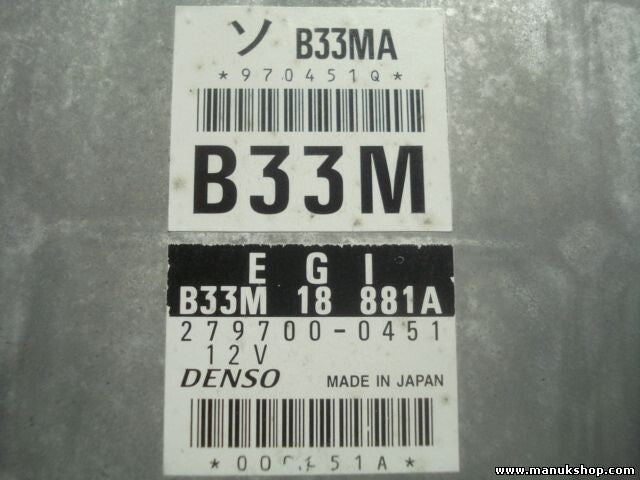 ソ B33MA
*970451Q*
B33M
E G I
B33M 18 881A
279700-0451
12V
DENSO MADE IN JAPAN
www.manukshop.com